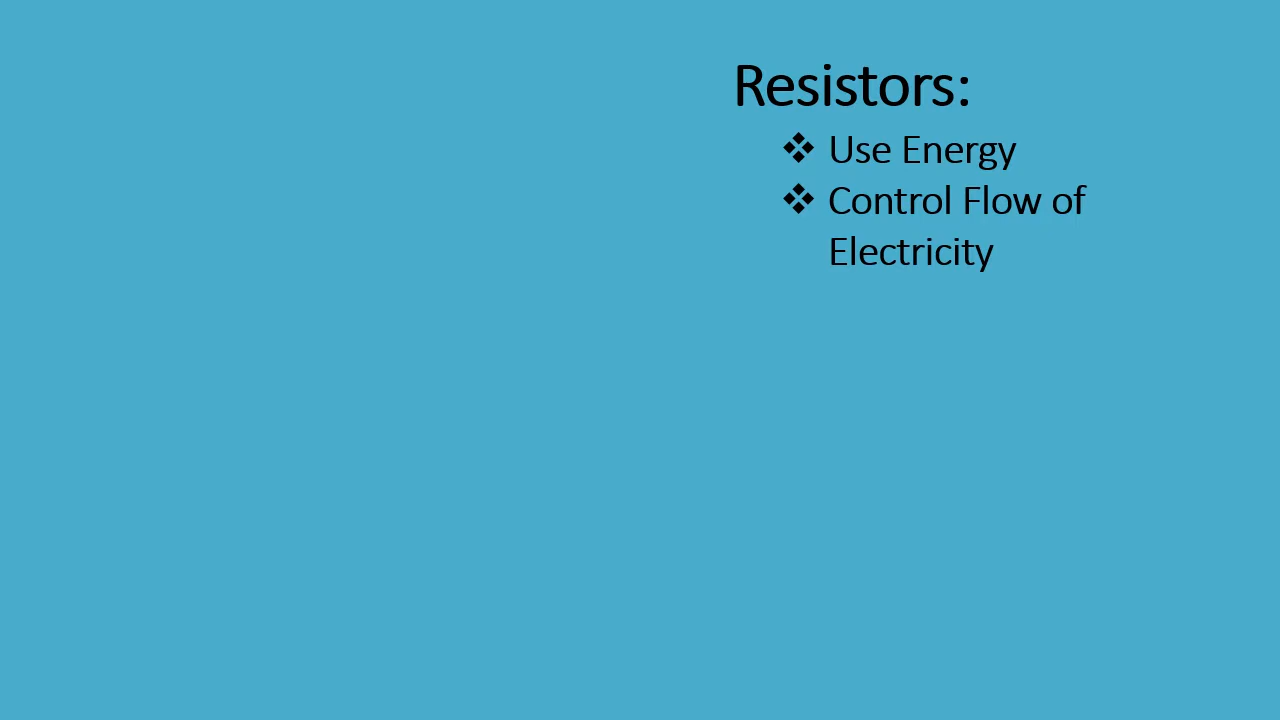 Resistors:
❖ Use Energy
❖ Control Flow of
Electricity